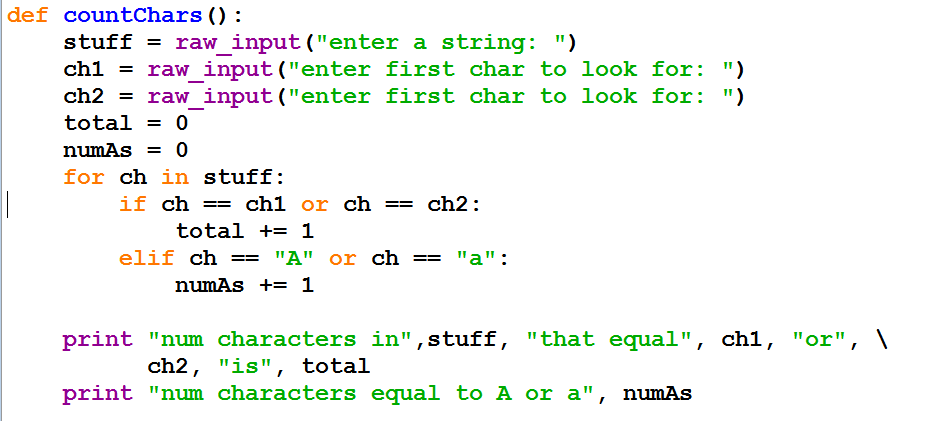 def countChars():
    stuff = raw_input("enter a string: ")
    ch1 = raw_input("enter first char to look for: ")
    ch2 = raw_input("enter first char to look for: ")
    total = 0
    numAs = 0
    for ch in stuff:
        if ch == ch1 or ch == ch2:
            total += 1
        elif ch == "A" or ch == "a":
            numAs += 1

    print "num characters in",stuff, "that equal", ch1, "or", \
          ch2, "is", total
    print "num characters equal to A or a", numAs